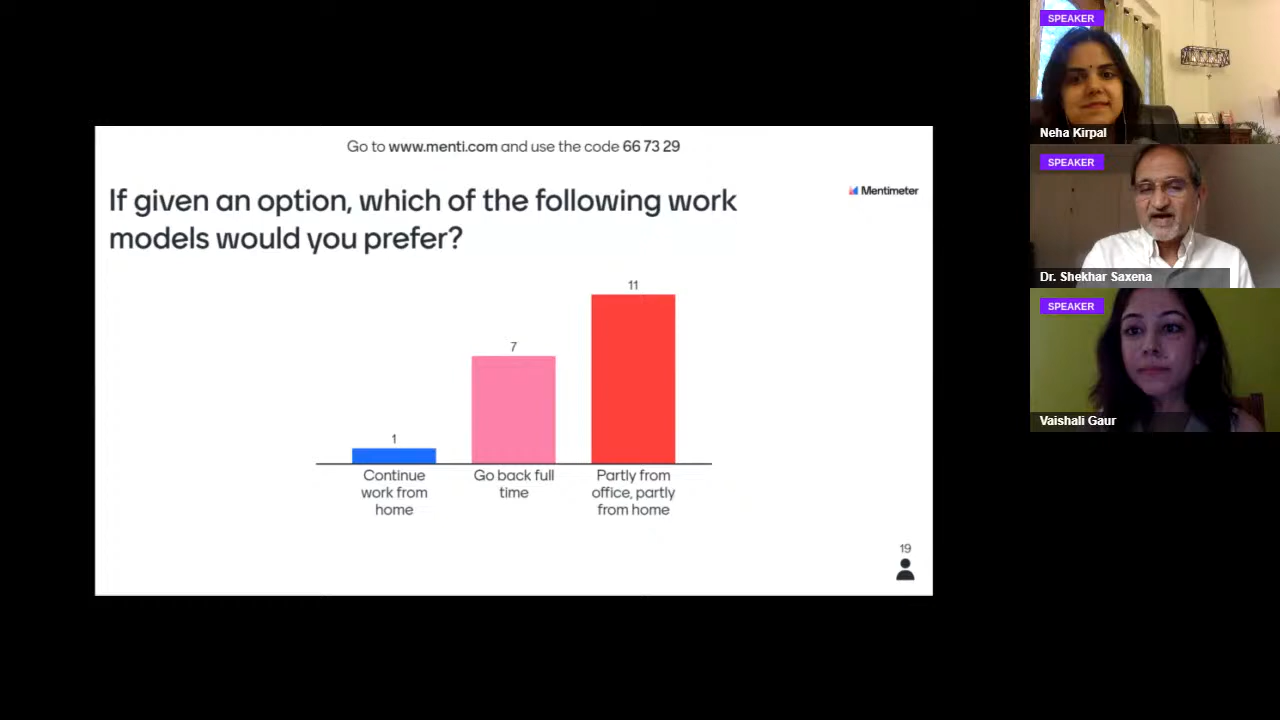 Go to www.menti.com and use the code 66 73 29
If given an option, which of the following work
models would you prefer?
Mentimeter
1
7
11
Continue
work from
home
Go back full
time
Partly from
office, partly
from home
19
SPEAKER
Neha Kirpal
SPEAKER
Dr. Shekhar Saxena
SPEAKER
Vaishali Gaur